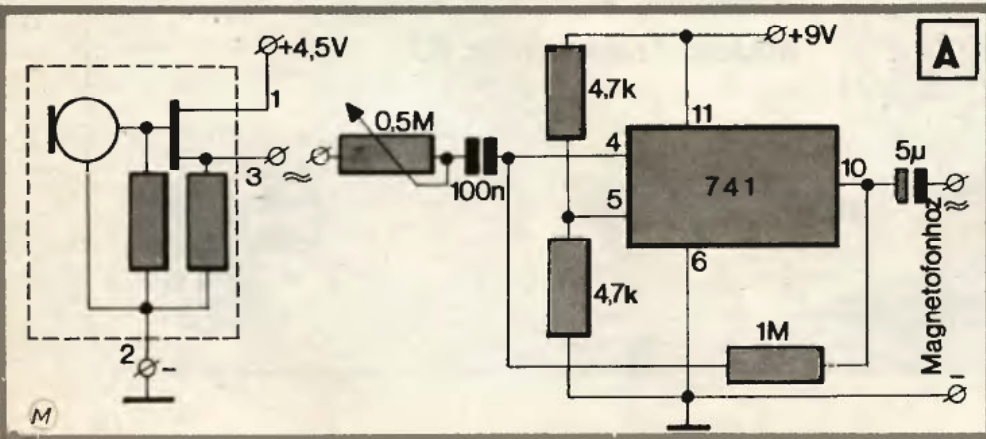 A
+4,5V
+9V
1
0,5M
4,7k
11
3
≈
100n
4
741
10
5µ
5
≈
6
4,7k
2
-
1M
Magnetofonhoz
-
M